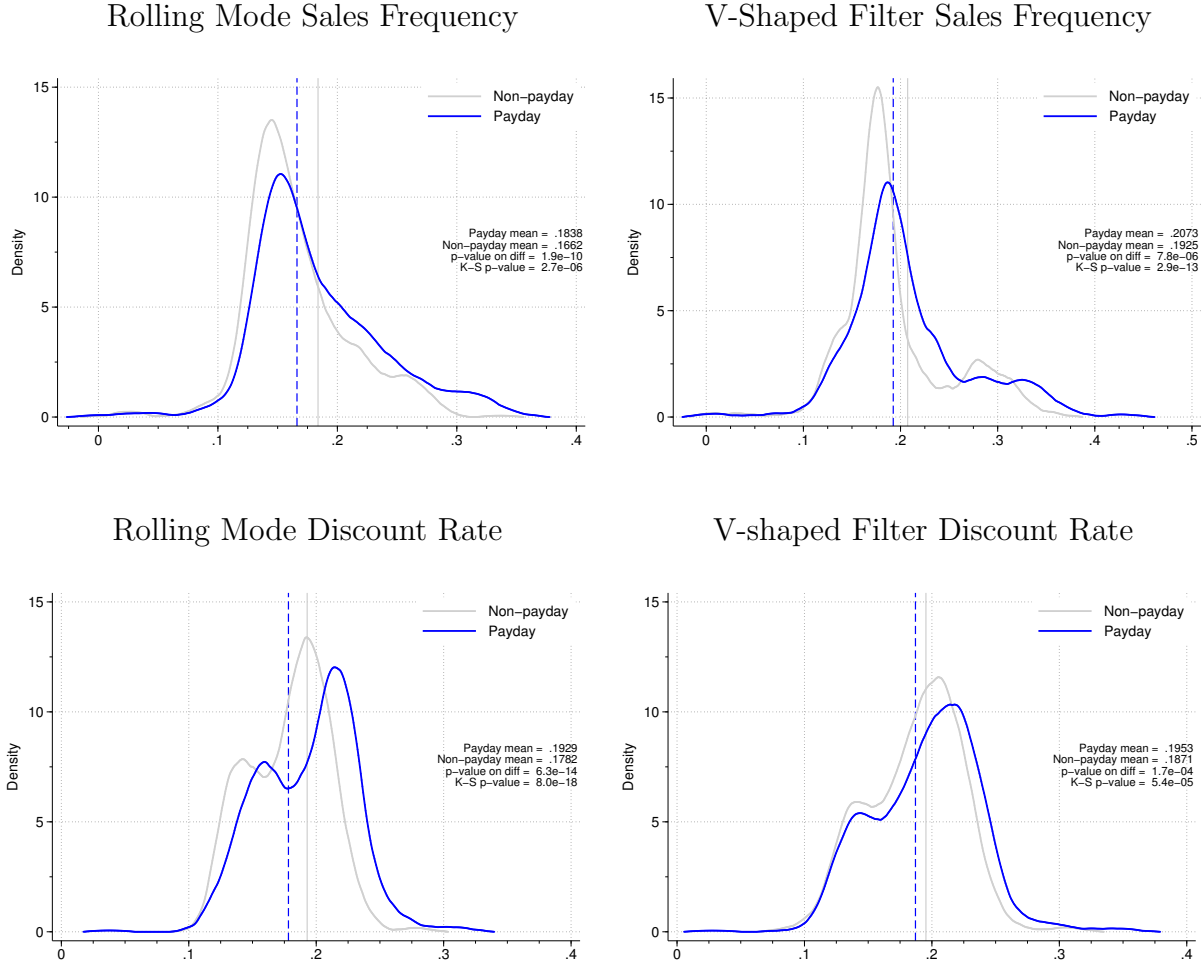 Rolling Mode Sales Frequency
Non−payday
Payday
15
10
5
0
Density
Payday mean = .1838
Non−payday mean = .1662
p−value on diff = 1.9e−10
K−S p−value = 2.7e−06
0 .1 .2 .3 .4
V-Shaped Filter Sales Frequency
Non−payday
Payday
15
10
5
0
Density
Payday mean = .2073
Non−payday mean = .1925
p−value on diff = 7.8e−06
K−S p−value = 2.9e−13
0 .1 .2 .3 .4 .5
Rolling Mode Discount Rate
Non−payday
Payday
15
10
5
0
Density
Payday mean = .1929
Non−payday mean = .1782
p−value on diff = 6.3e−14
K−S p−value = 8.0e−18
0 .1 .2 .3 .4
V-shaped Filter Discount Rate
Non−payday
Payday
15
10
5
0
Density
Payday mean = .1953
Non−payday mean = .1871
p−value on diff = 1.7e−04
K−S p−value = 5.4e−05
0 .1 .2 .3 .4